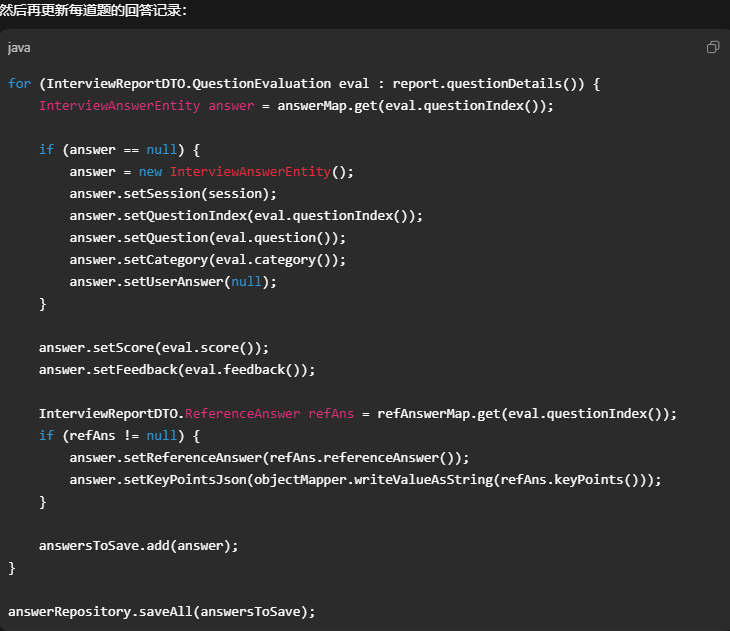 然后再更新每道题的回答记录：
java
for (InterviewReportDTO.QuestionEvaluation eval : report.questionDetails()) {
    InterviewAnswerEntity answer = answerMap.get(eval.questionIndex());

    if (answer == null) {
        answer = new InterviewAnswerEntity();
        answer.setSession(session);
        answer.setQuestionIndex(eval.questionIndex());
        answer.setQuestion(eval.question());
        answer.setCategory(eval.category());
        answer.setUserAnswer(null);
    }

    answer.setScore(eval.score());
    answer.setFeedback(eval.feedback());

    InterviewReportDTO.ReferenceAnswer refAns = refAnswerMap.get(eval.questionIndex());
    if (refAns != null) {
        answer.setReferenceAnswer(refAns.referenceAnswer());
        answer.setKeyPointsJson(objectMapper.writeValueAsString(refAns.keyPoints()));
    }

    answersToSave.add(answer);
}

answerRepository.saveAll(answersToSave);